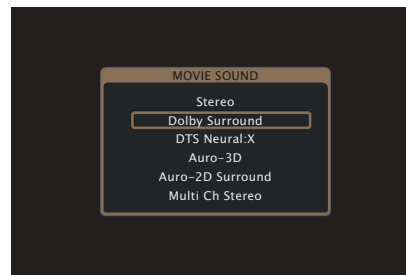 MOVIE SOUND
Stereo
Dolby Surround
DTS Neural:X
Auro-3D
Auro-2D Surround
Multi Ch Stereo